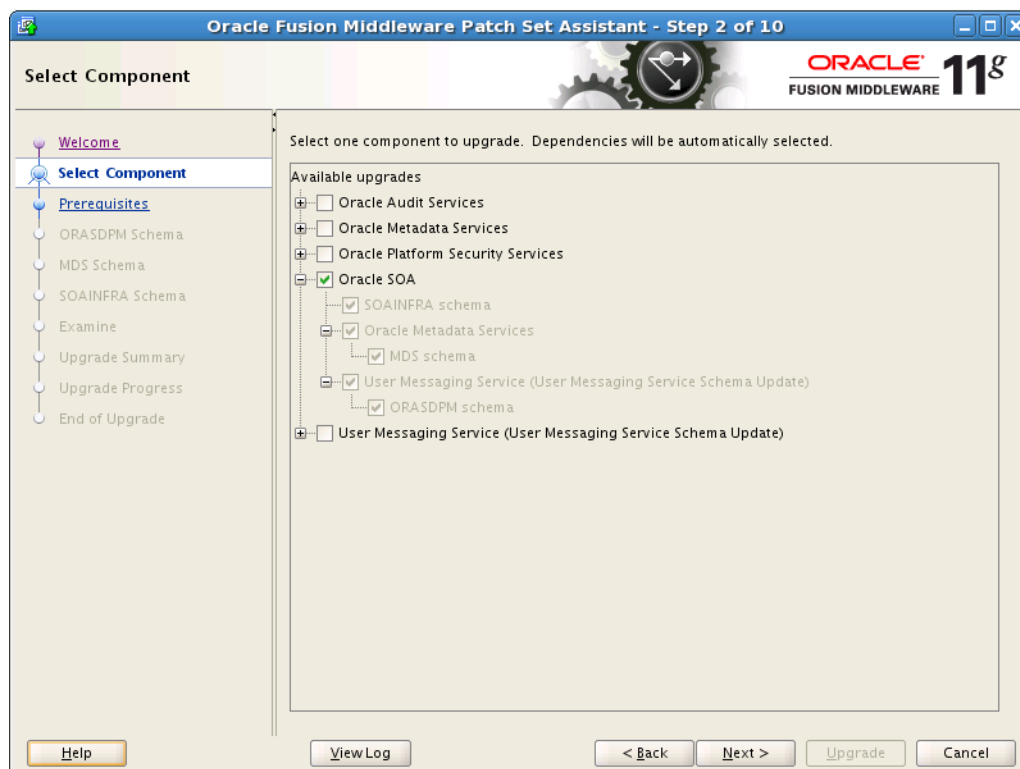 Oracle Fusion Middleware Patch Set Assistant - Step 2 of 10
Select Component
ORACLE
FUSION MIDDLEWARE
11g
Welcome
Select Component
Prerequisites
ORASDPM Schema
MDS Schema
SOAINFRA Schema
Examine
Upgrade Summary
Upgrade Progress
End of Upgrade
Select one component to upgrade. Dependencies will be automatically selected.
Available upgrades
Oracle Audit Services
Oracle Metadata Services
Oracle Platform Security Services
Oracle SOA
SOAINFRA schema
Oracle Metadata Services
MDS schema
User Messaging Service (User Messaging Service Schema Update)
ORASDPM schema
User Messaging Service (User Messaging Service Schema Update)
Help
View Log
< Back
Next >
Upgrade
Cancel